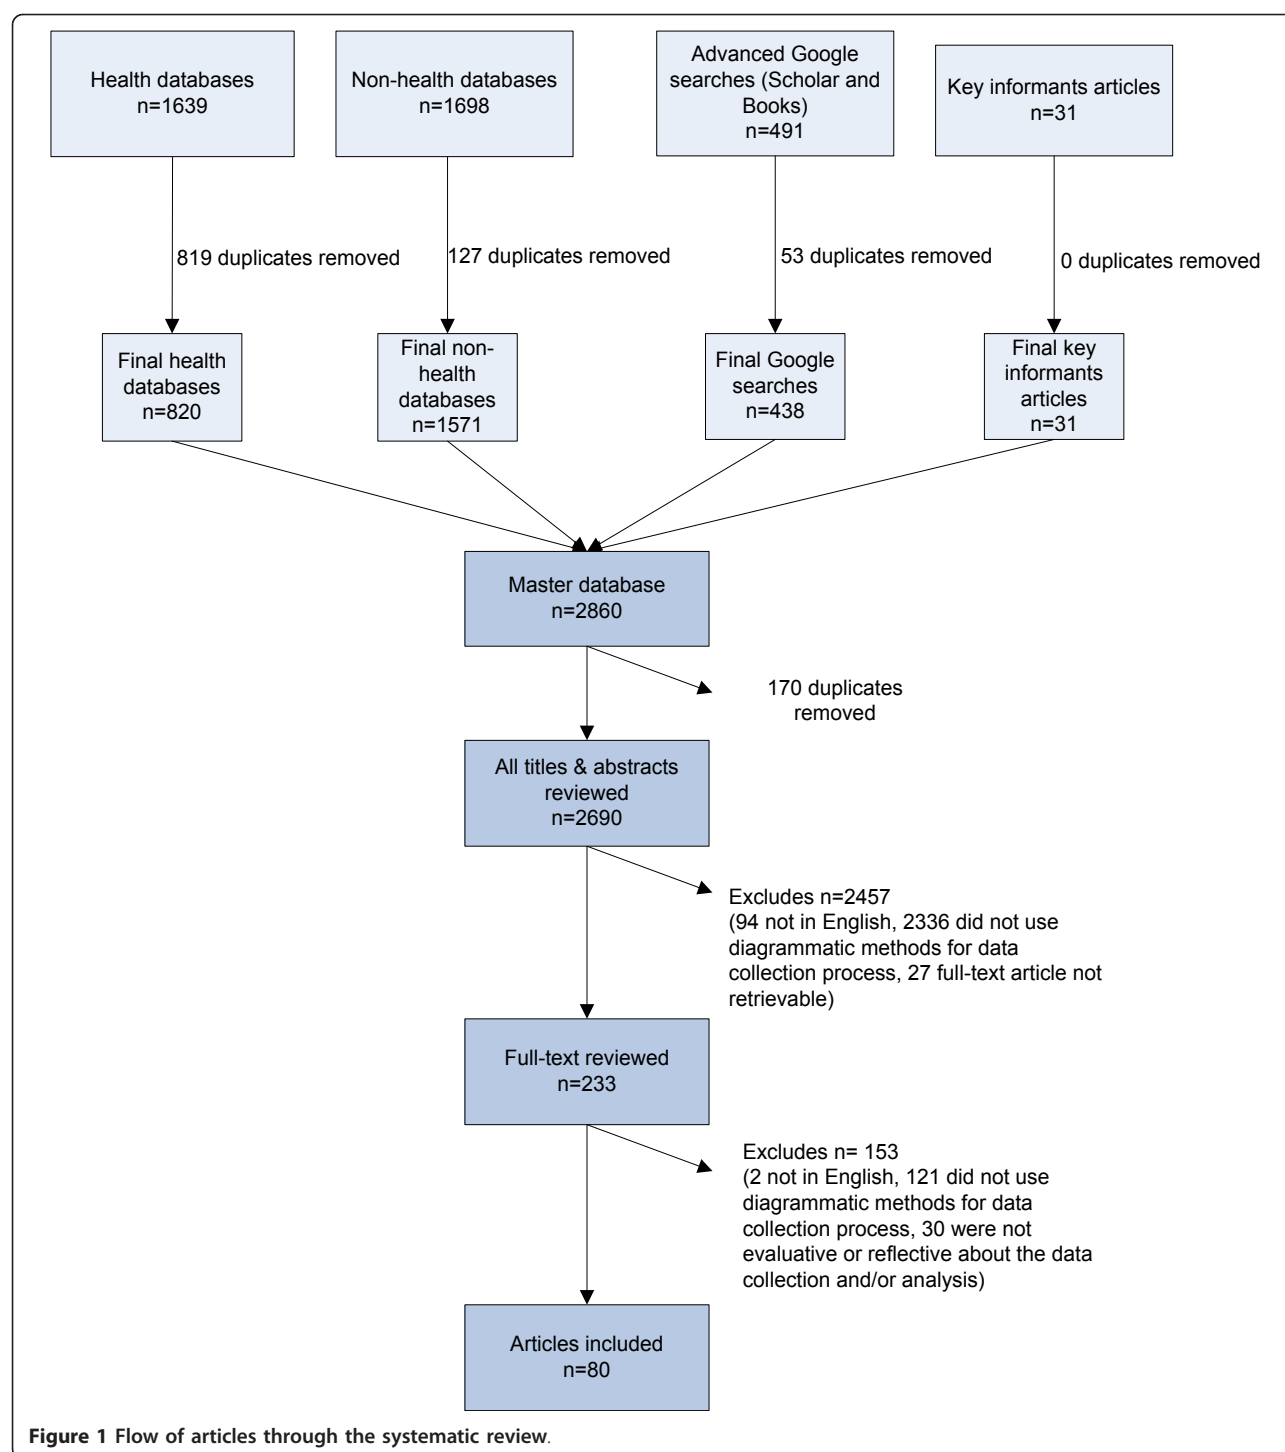 Health databases
n=1639
Non-health databases
n=1698
Advanced Google
searches (Scholar and
Books)
n=491
Key informants articles
n=31
819 duplicates removed
127 duplicates removed
53 duplicates removed
0 duplicates removed
Final health
databases
n=820
Final non-
health
databases
n=1571
Final Google
searches
n=438
Final key
informants
articles
n=31
Master database
n=2860
170 duplicates
removed
All titles & abstracts
reviewed
n=2690
Excludes n=2457
(94 not in English, 2336 did not use
diagrammatic methods for data
collection process, 27 full-text article not
retrievable)
Full-text reviewed
n=233
Excludes n= 153
(2 not in English, 121 did not use
diagrammatic methods for data
collection process, 30 were not
evaluative or reflective about the data
collection and/or analysis)
Articles included
n=80
Figure 1 Flow of articles through the systematic review.